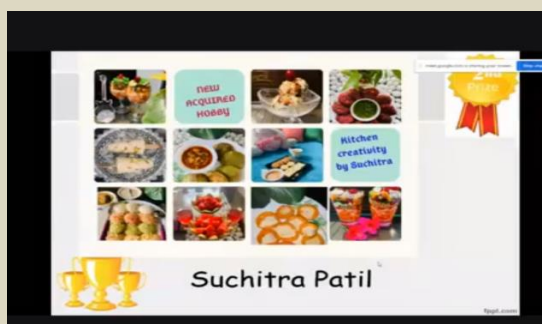 NEW
ACQUIRED
HOBBY
2nd
Prize
Kitchen
creativity
by Suchitra
Suchitra Patil
fppt.com